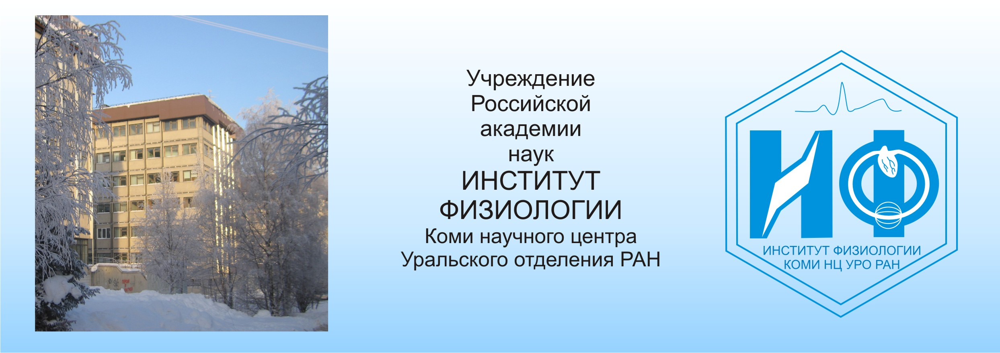 Учреждение
Российской
академии
наук
ИНСТИТУТ
ФИЗИОЛОГИИ
Коми научного центра
Уральского отделения РАН
ИФ
ИНСТИТУТ ФИЗИОЛОГИИ
КОМИ НЦ УРО РАН